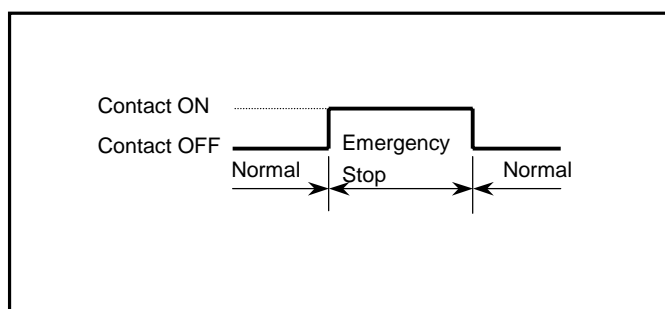 Contact ON
Contact OFF
Emergency
Normal
Stop
Normal